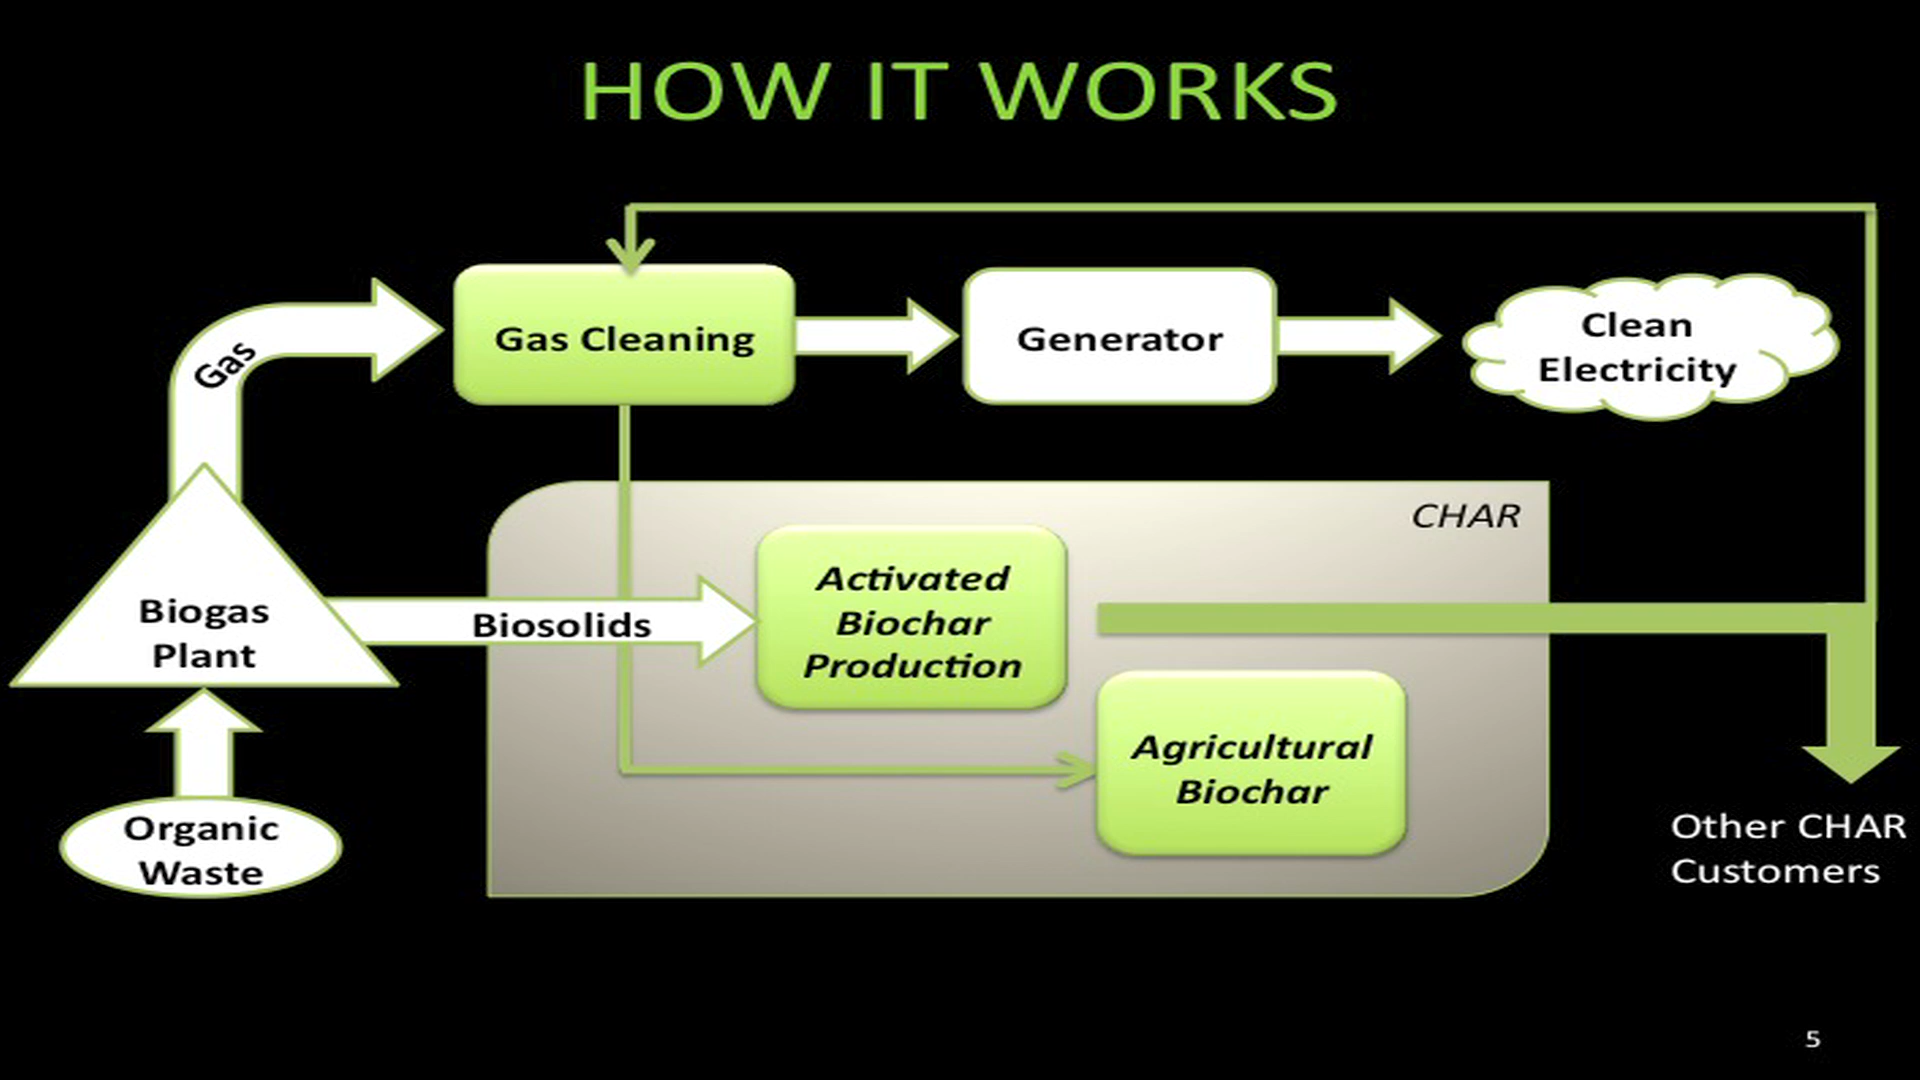 HOW IT WORKS
Gas
Gas Cleaning
Generator
Clean
Electricity
CHAR
Biogas
Plant
Biosolids
Activated
Biochar
Production
Agricultural
Biochar
Organic
Waste
Other CHAR
Customers
5